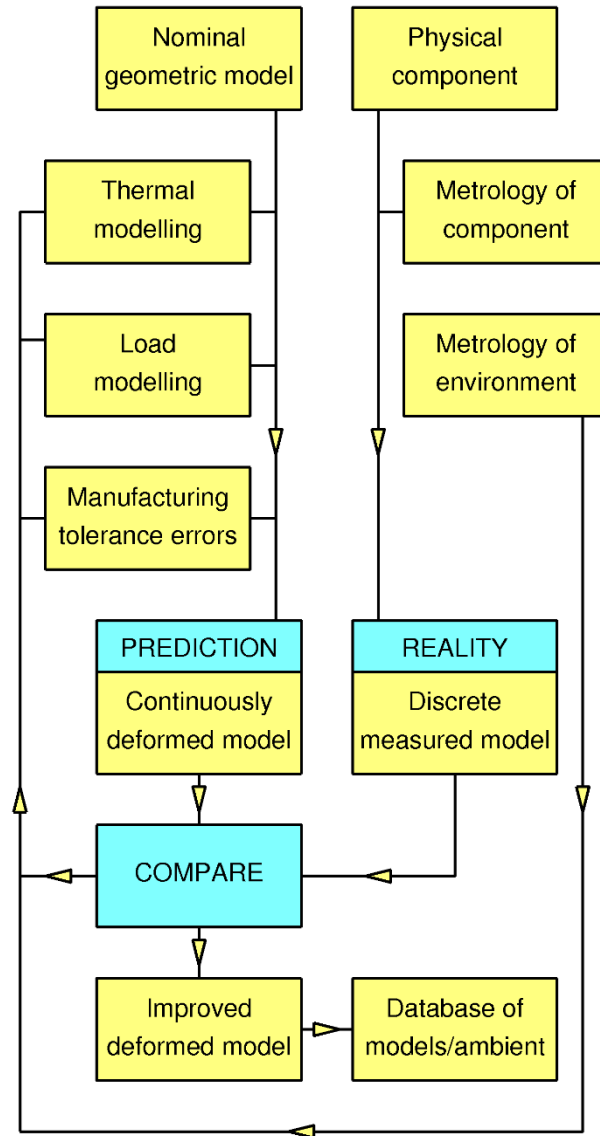 Nominal
geometric model
Physical
component
Thermal
modelling
Metrology of
component
Load
modelling
Metrology of
environment
Manufacturing
tolerance errors
PREDICTION
Continuously
deformed model
REALITY
Discrete
measured model
COMPARE
Improved
deformed model
Database of
models/ambient